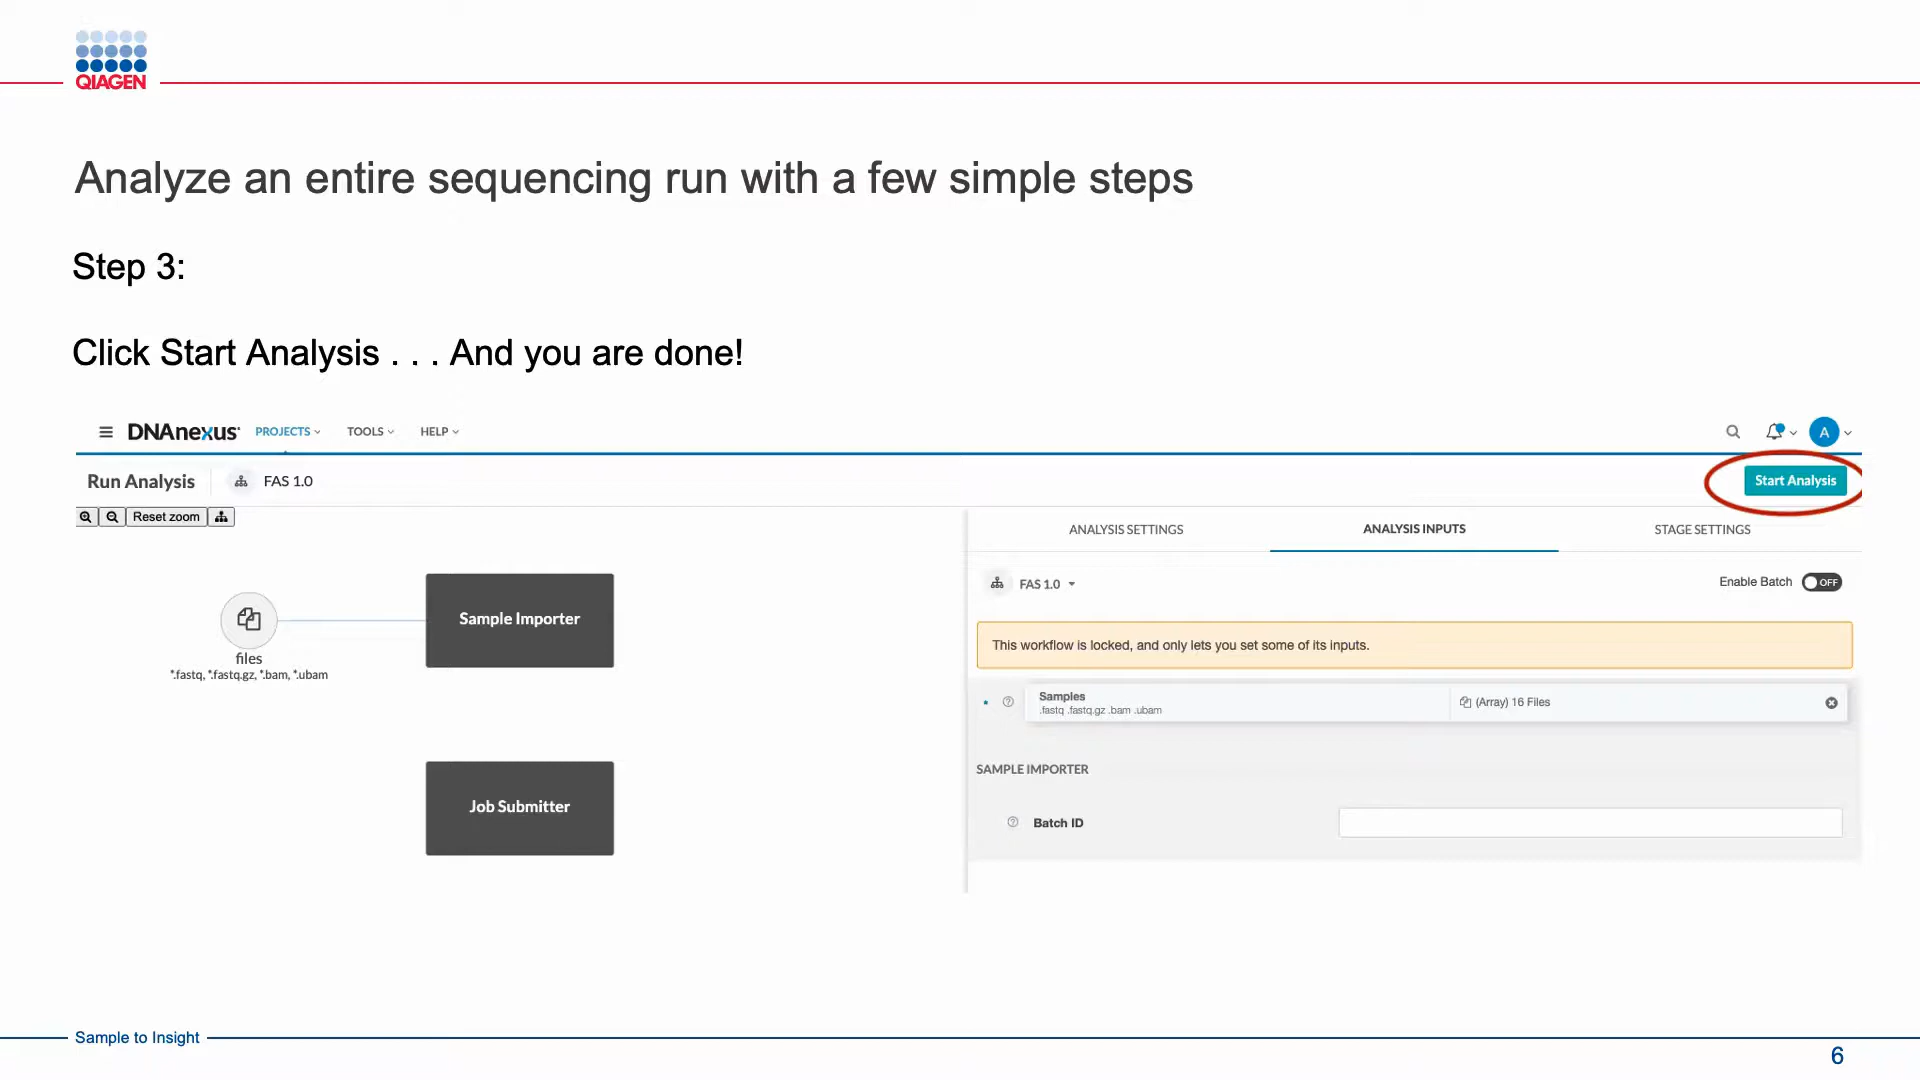 QIAGEN
Analyze an entire sequencing run with a few simple steps
Step 3:
Click Start Analysis . . . And you are done!
DNAnexus PROJECTS TOOLS HELP A
Run Analysis FAS 1.0 Start Analysis
Reset zoom
ANALYSIS SETTINGS ANALYSIS INPUTS STAGE SETTINGS
FAS 1.0 Enable Batch OFF
Sample Importer
files
*.fastq, *.fastq.gz, *.bam, *.ubam
This workflow is locked, and only lets you set some of its inputs.
Samples (Array) 16 Files
.fastq .fastq.gz .bam .ubam
SAMPLE IMPORTER
Job Submitter
Batch ID
Sample to Insight
6